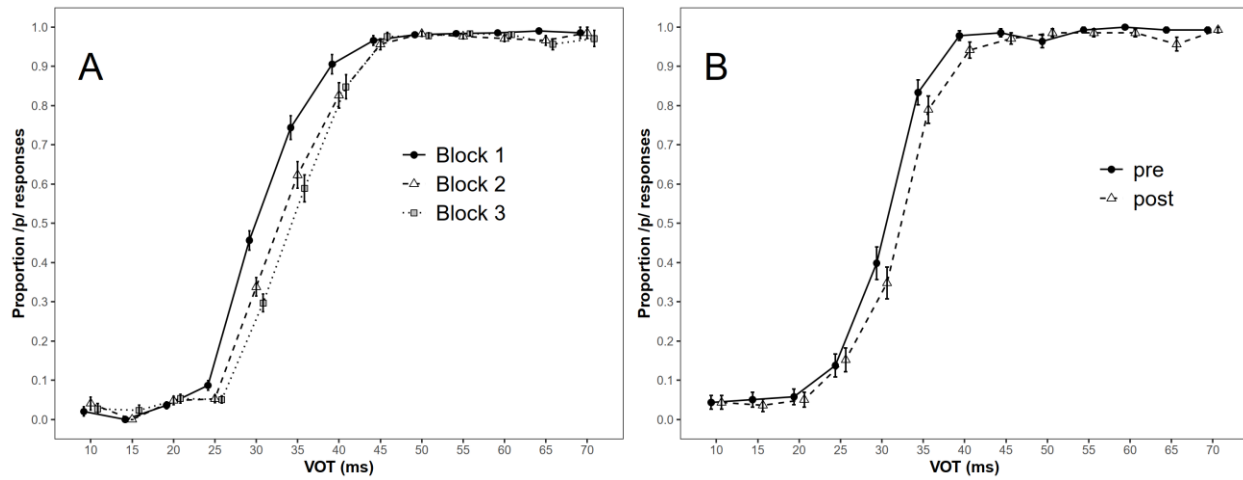 A
1.0
0.9
0.8
0.7
0.6
0.5
0.4
0.3
0.2
0.1
0.0
Proportion /p/ responses
Block 1
Block 2
Block 3
10 15 20 25 30 35 40 45 50 55 60 65 70
VOT (ms)
B
1.0
0.9
0.8
0.7
0.6
0.5
0.4
0.3
0.2
0.1
0.0
Proportion /p/ responses
pre
post
10 15 20 25 30 35 40 45 50 55 60 65 70
VOT (ms)